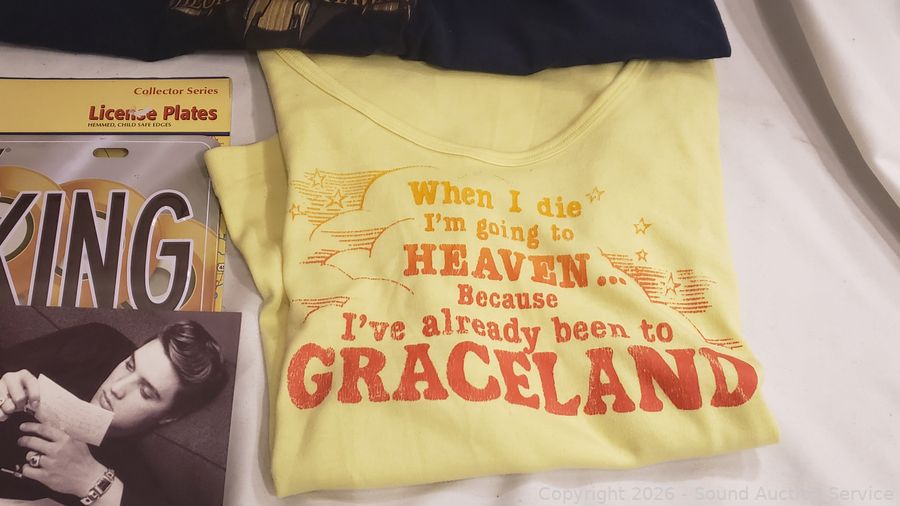 Collector Series
License Plates
HEMMED, CHILD SAFE EDGES
KING
When I die
I'm going to
HEAVEN...
Because
I've already been to
GRACELAND
Copyright 2026 - Sound Auction Service